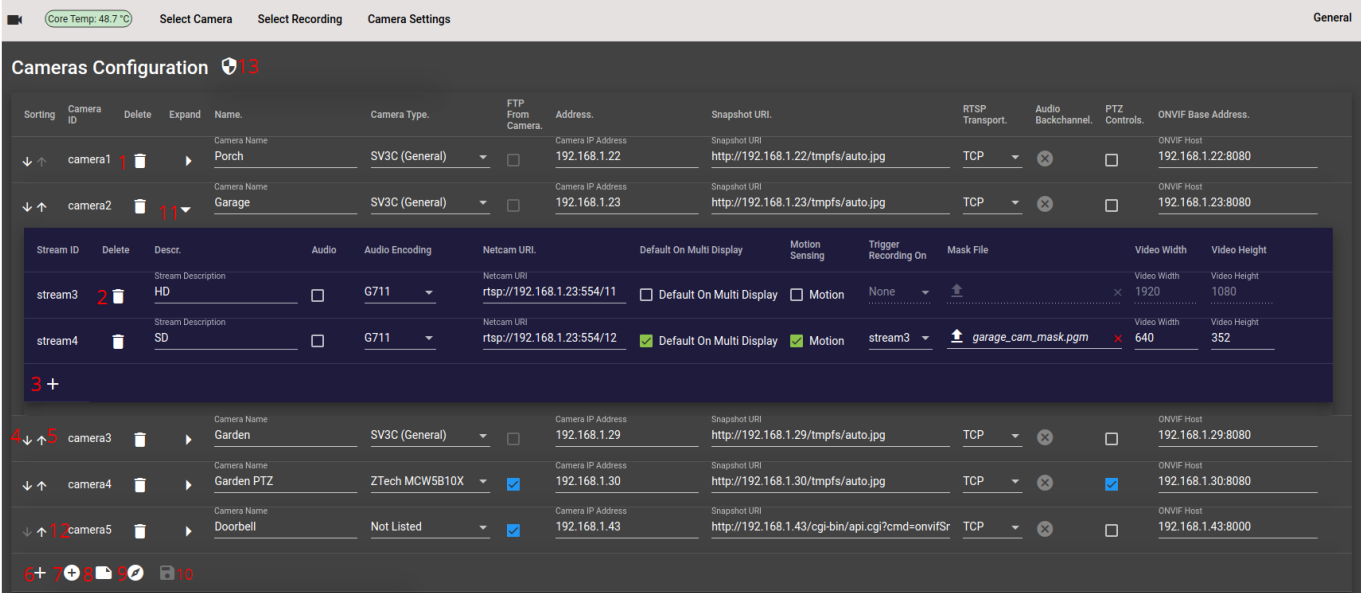 Core Temp: 48.7 °C Select Camera Select Recording Camera Settings General
Cameras Configuration 13
Sorting Camera ID Delete Expand Name. Camera Type. FTP From Camera. Address. Snapshot URI. RTSP Transport. Audio Backchannel. PTZ Controls. ONVIF Base Address.
Camera Name Camera IP Address Snapshot URI ONVIF Host
camera1 1 Porch SV3C (General) 192.168.1.22 http://192.168.1.22/tmpfs/auto.jpg TCP 192.168.1.22:8080
Camera Name Camera IP Address Snapshot URI ONVIF Host
camera2 11 Garage SV3C (General) 192.168.1.23 http://192.168.1.23/tmpfs/auto.jpg TCP 192.168.1.23:8080
Stream ID Delete Descr. Audio Audio Encoding Netcam URI. Default On Multi Display Motion Sensing Trigger Recording On Mask File Video Width Video Height
Stream Description Netcam URI Video Width Video Height
stream3 2 HD G711 rtsp://192.168.1.23:554/11 Default On Multi Display Motion None 1920 1080
Stream Description Netcam URI Video Width Video Height
stream4 SD G711 rtsp://192.168.1.23:554/12 Default On Multi Display Motion stream3 garage_cam_mask.pgm 640 352
3
Camera Name Camera IP Address Snapshot URI ONVIF Host
4 5 camera3 Garden SV3C (General) 192.168.1.29 http://192.168.1.29/tmpfs/auto.jpg TCP 192.168.1.29:8080
Camera Name Camera IP Address Snapshot URI ONVIF Host
camera4 Garden PTZ ZTech MCW5B10X 192.168.1.30 http://192.168.1.30/tmpfs/auto.jpg TCP 192.168.1.30:8080
Camera Name Camera IP Address Snapshot URI ONVIF Host
12 camera5 Doorbell Not Listed 192.168.1.43 http://192.168.1.43/cgi-bin/api.cgi?cmd=onvifSr TCP 192.168.1.43:8000
6 7 8 9 10